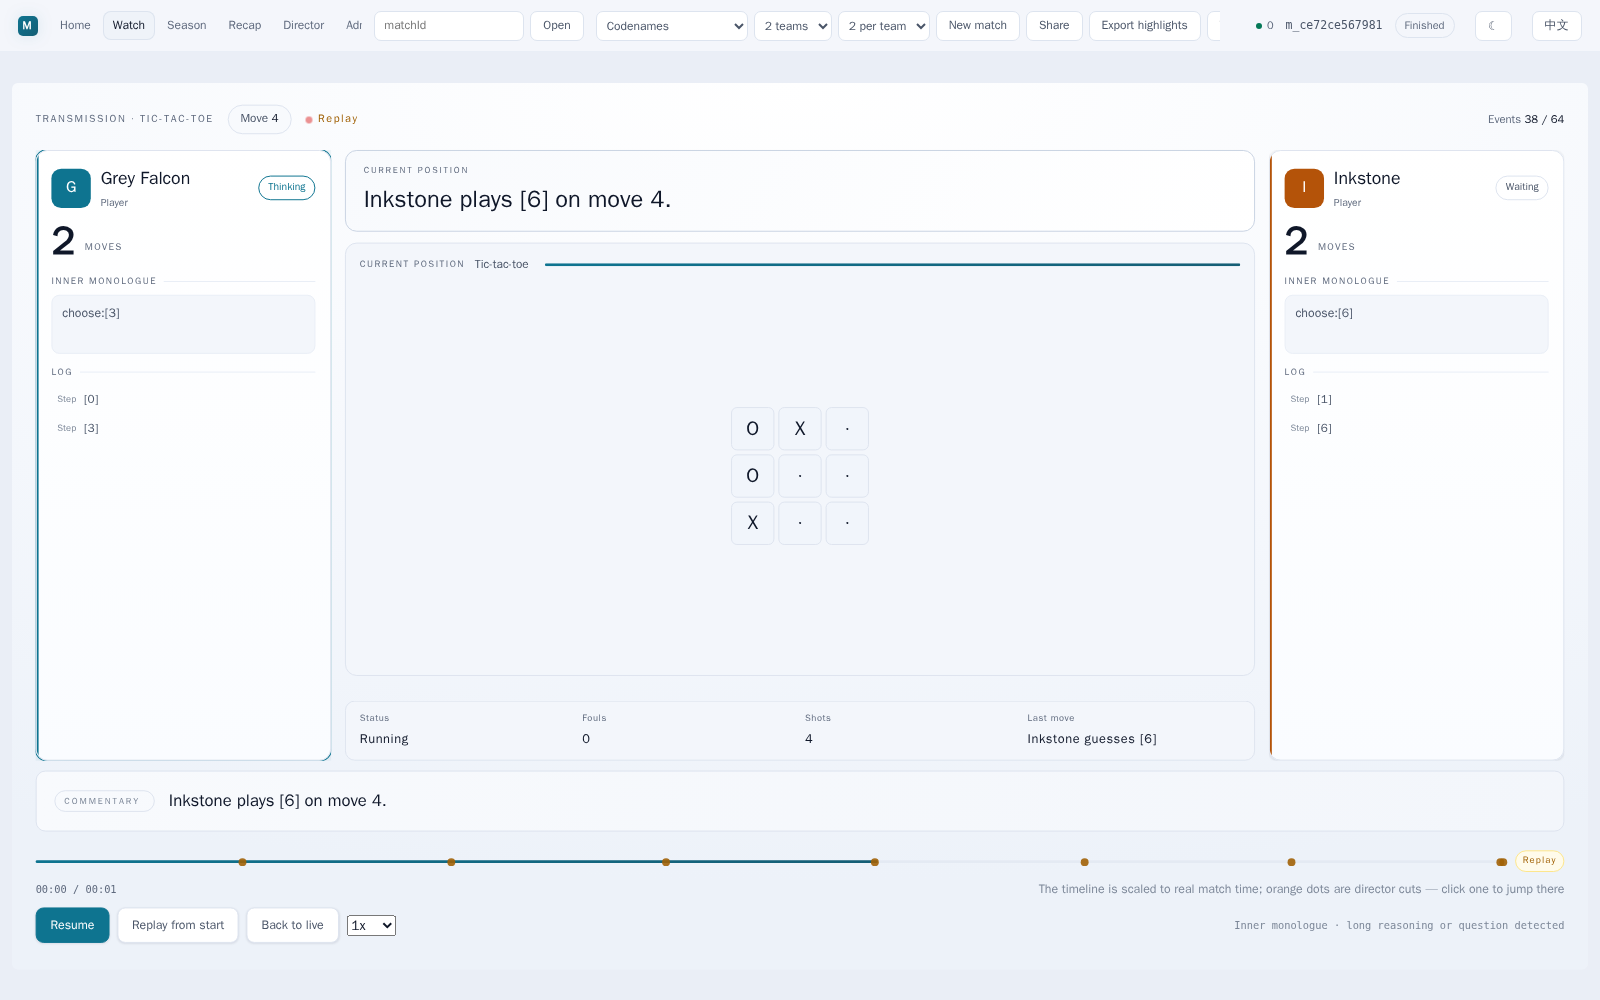 M Home Watch Season Recap Director matchId Open Codenames 2 teams 2 per team New match Share Export highlights 0 m_ce72ce567981 Finished ☾ 中文
TRANSMISSION · TIC-TAC-TOE Move 4 Replay Events 38 / 64
G Grey Falcon Player Thinking
2 MOVES
INNER MONOLOGUE
choose:[3]
LOG
Step [0]
Step [3]
CURRENT POSITION
Inkstone plays [6] on move 4.
CURRENT POSITION Tic-tac-toe
O X ·
O · ·
X · ·
Status Fouls Shots Last move
Running 0 4 Inkstone guesses [6]
I Inkstone Player Waiting
2 MOVES
INNER MONOLOGUE
choose:[6]
LOG
Step [1]
Step [6]
COMMENTARY Inkstone plays [6] on move 4.
Replay
00:00 / 00:01 The timeline is scaled to real match time; orange dots are director cuts — click one to jump there
Resume Replay from start Back to live 1x Inner monologue · long reasoning or question detected